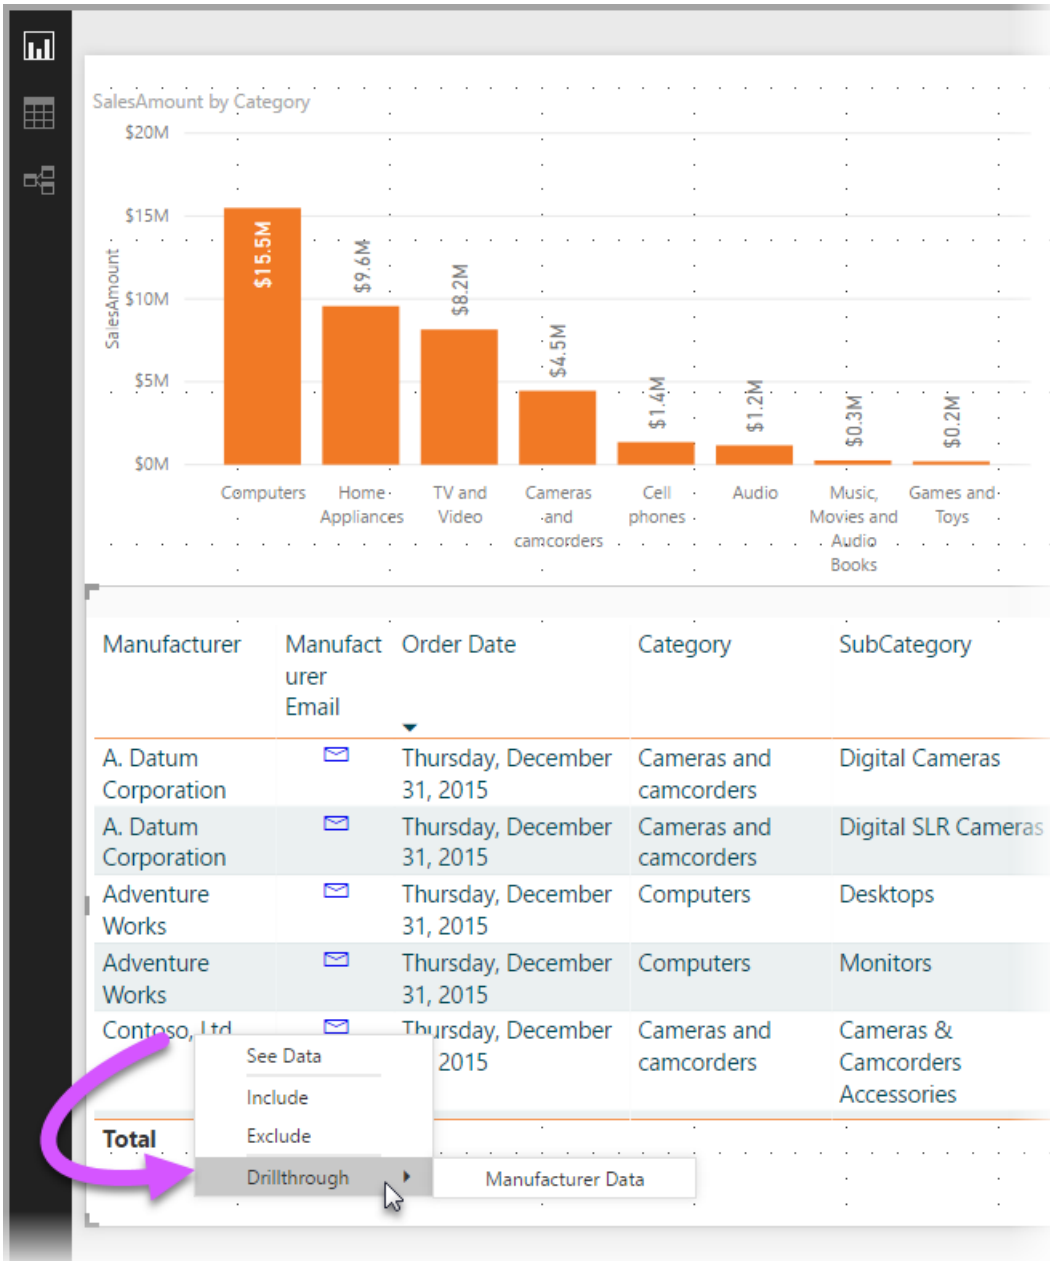 SalesAmount by Category
$20M
$15M
$10M
$5M
$0M
SalesAmount
$15.5M
$9.6M
$8.2M
$4.5M
$1.4M
$1.2M
$0.3M
$0.2M
Computers
Home
Appliances
TV and
Video
Cameras
and
camcorders
Cell
phones
Audio
Music,
Movies and
Audio
Books
Games and
Toys
Manufacturer
Manufact
urer
Email
Order Date
Category
SubCategory
A. Datum
Corporation
Thursday, December
31, 2015
Cameras and
camcorders
Digital Cameras
A. Datum
Corporation
Thursday, December
31, 2015
Cameras and
camcorders
Digital SLR Cameras
Adventure
Works
Thursday, December
31, 2015
Computers
Desktops
Adventure
Works
Thursday, December
31, 2015
Computers
Monitors
Contoso, Ltd
Thursday, December
2015
Cameras and
camcorders
Cameras &
Camcorders
Accessories
Total
See Data
Include
Exclude
Drillthrough
Manufacturer Data